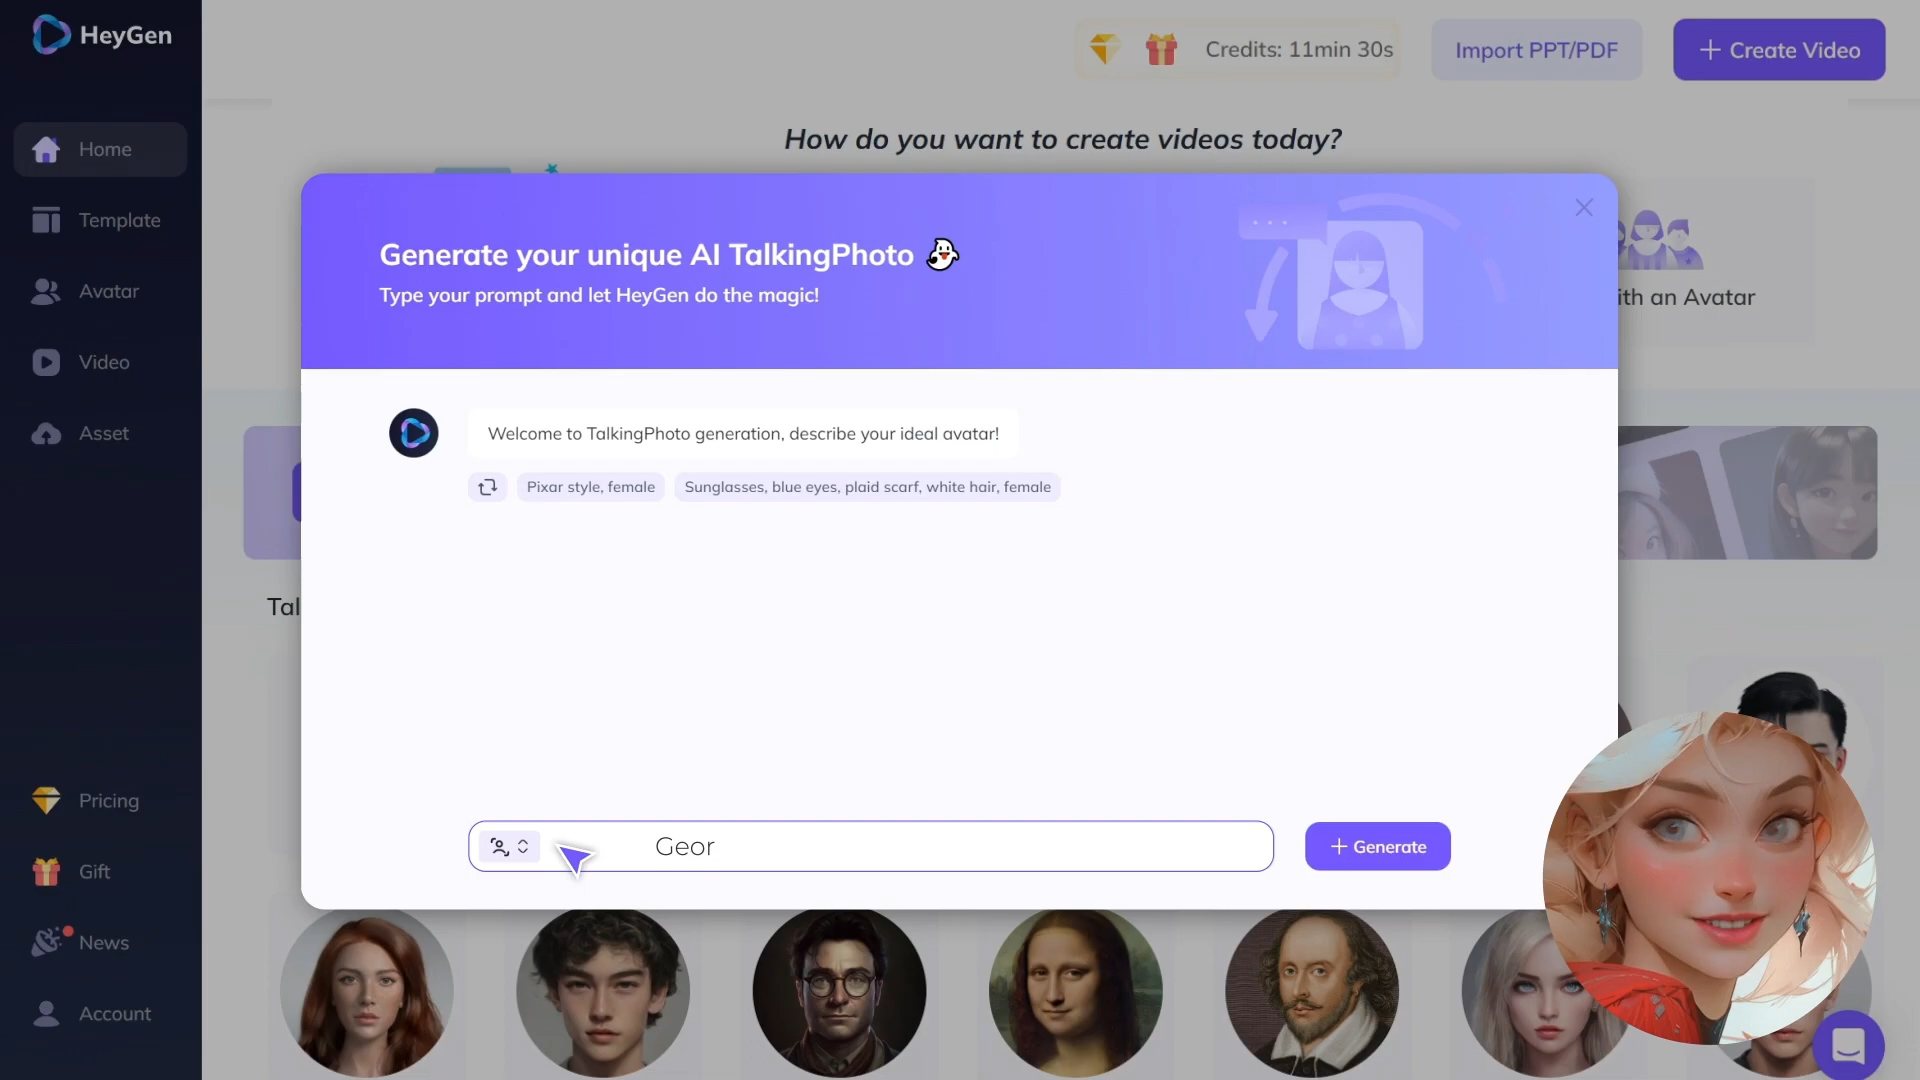 HeyGen
Credits: 11min 30s
Import PPT/PDF
+ Create Video
Home
How do you want to create videos today?
Template
Generate your unique AI TalkingPhoto
Type your prompt and let HeyGen do the magic!
Avatar
ith an Avatar
Video
Asset
Welcome to TalkingPhoto generation, describe your ideal avatar!
Pixar style, female
Sunglasses, blue eyes, plaid scarf, white hair, female
Tal
Pricing
Geor
+ Generate
Gift
News
Account